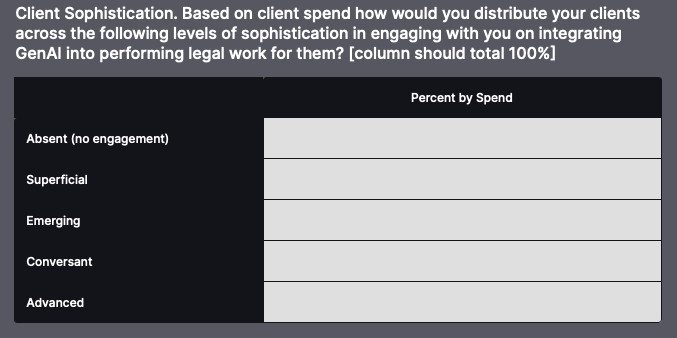 Client Sophistication. Based on client spend how would you distribute your clients
across the following levels of sophistication in engaging with you on integrating
GenAI into performing legal work for them? [column should total 100%]
Percent by Spend
Absent (no engagement)
Superficial
Emerging
Conversant
Advanced